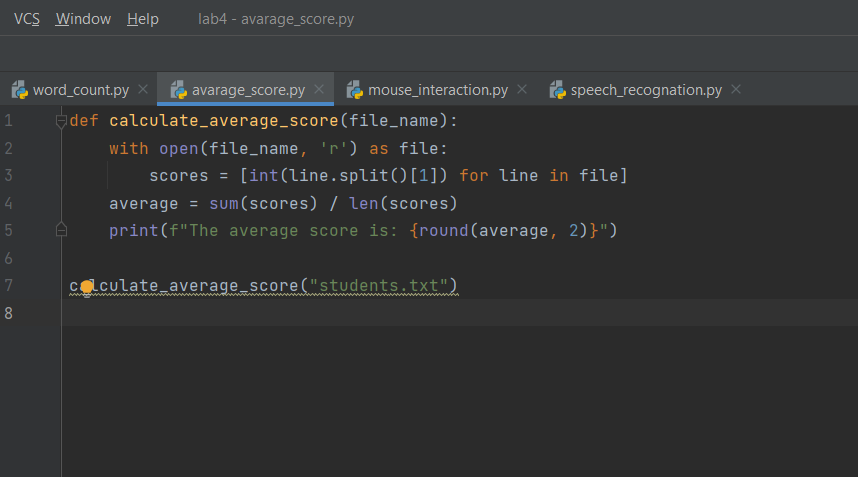 VCS Window Help lab4 - avarage_score.py
word_count.py avarage_score.py mouse_interaction.py speech_recognation.py
1 def calculate_average_score(file_name):
2     with open(file_name, 'r') as file:
3         scores = [int(line.split()[1]) for line in file]
4     average = sum(scores) / len(scores)
5     print(f"The average score is: {round(average, 2)}")
6
7 calculate_average_score("students.txt")
8